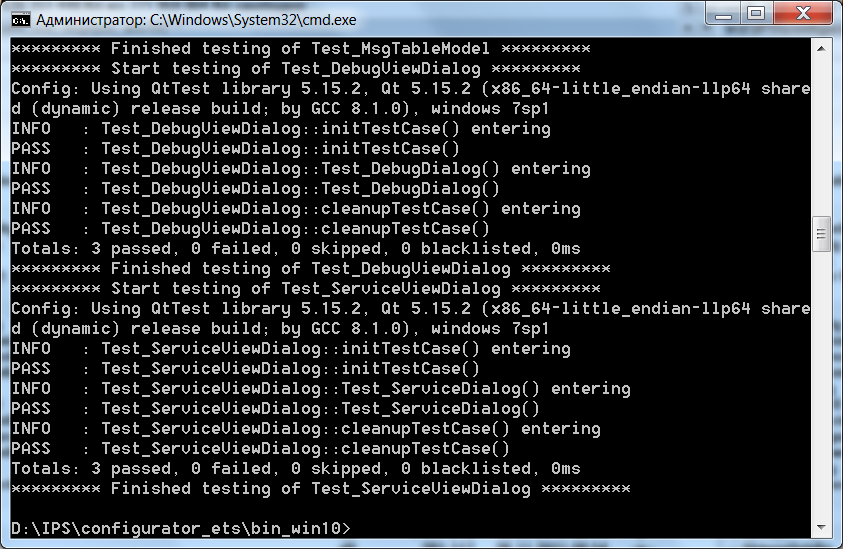 Администратор: C:\Windows\System32\cmd.exe
********* Finished testing of Test_MsgTableModel *********
********* Start testing of Test_DebugViewDialog *********
Config: Using QtTest library 5.15.2, Qt 5.15.2 (x86_64-little_endian-llp64 share
d (dynamic) release build; by GCC 8.1.0), windows 7sp1
INFO   : Test_DebugViewDialog::initTestCase() entering
PASS   : Test_DebugViewDialog::initTestCase()
INFO   : Test_DebugViewDialog::Test_DebugDialog() entering
PASS   : Test_DebugViewDialog::Test_DebugDialog()
INFO   : Test_DebugViewDialog::cleanupTestCase() entering
PASS   : Test_DebugViewDialog::cleanupTestCase()
Totals: 3 passed, 0 failed, 0 skipped, 0 blacklisted, 0ms
********* Finished testing of Test_DebugViewDialog *********
********* Start testing of Test_ServiceViewDialog *********
Config: Using QtTest library 5.15.2, Qt 5.15.2 (x86_64-little_endian-llp64 share
d (dynamic) release build; by GCC 8.1.0), windows 7sp1
INFO   : Test_ServiceViewDialog::initTestCase() entering
PASS   : Test_ServiceViewDialog::initTestCase()
INFO   : Test_ServiceViewDialog::Test_ServiceDialog() entering
PASS   : Test_ServiceViewDialog::Test_ServiceDialog()
INFO   : Test_ServiceViewDialog::cleanupTestCase() entering
PASS   : Test_ServiceViewDialog::cleanupTestCase()
Totals: 3 passed, 0 failed, 0 skipped, 0 blacklisted, 0ms
********* Finished testing of Test_ServiceViewDialog *********
D:\IPS\configurator_ets\bin_win10>